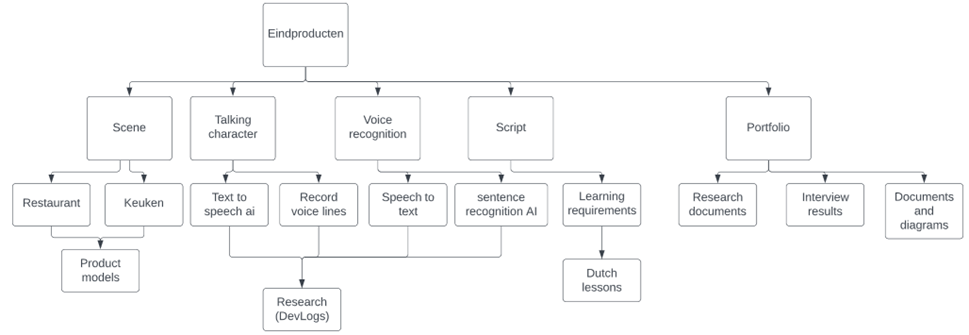 Eindproducten
Scene
Talking
character
Voice
recognition
Script
Portfolio
Restaurant
Keuken
Text to
speech ai
Record
voice lines
Speech to
text
sentence
recognition AI
Learning
requirements
Research
documents
Interview
results
Documents
and
diagrams
Product
models
Dutch
lessons
Research
(DevLogs)